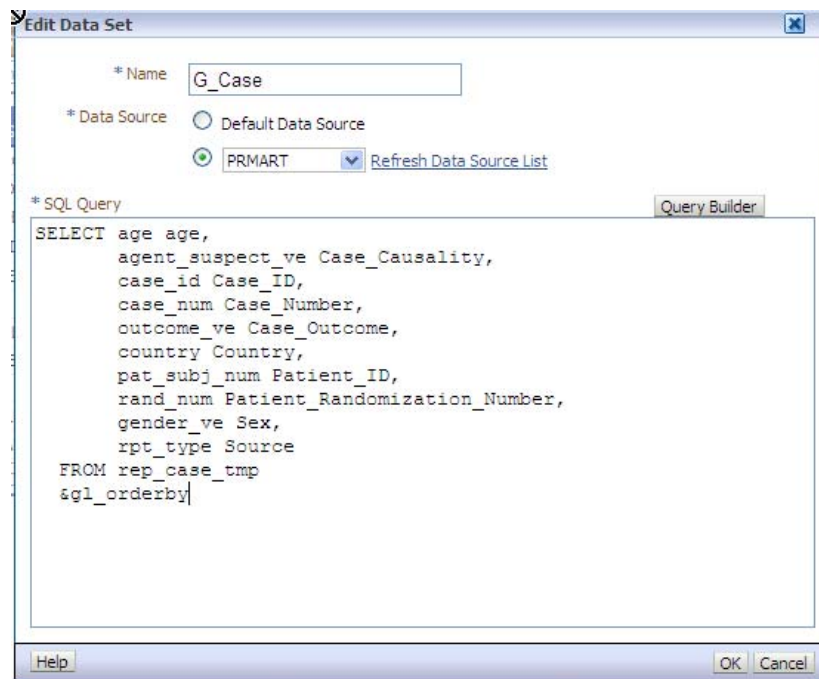 Edit Data Set
* Name G_Case
* Data Source Default Data Source
PRMART Refresh Data Source List
* SQL Query Query Builder
SELECT age age,
agent_suspect_ve Case_Causality,
case_id Case_ID,
case_num Case_Number,
outcome_ve Case_Outcome,
country Country,
pat_subj_num Patient_ID,
rand_num Patient_Randomization_Number,
gender_ve Sex,
rpt_type Source
FROM rep_case_tmp
&gl_orderby
Help OK Cancel